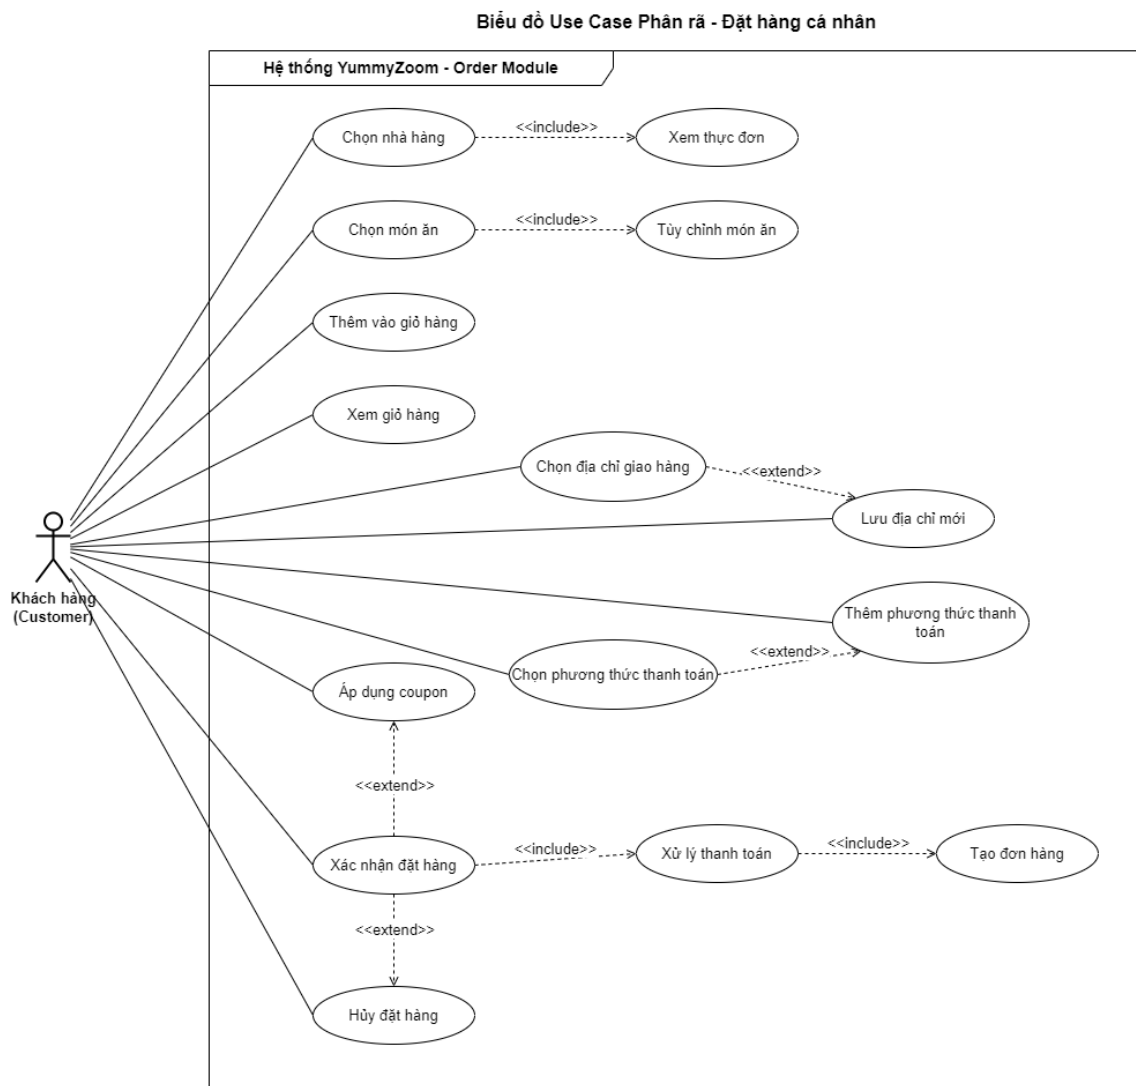 Biểu đồ Use Case Phân rã - Đặt hàng cá nhân
Hệ thống YummyZoom - Order Module
Chọn nhà hàng
<<include>>
Xem thực đơn
Chọn món ăn
<<include>>
Tùy chỉnh món ăn
Thêm vào giỏ hàng
Xem giỏ hàng
Chọn địa chỉ giao hàng
<<extend>>
Lưu địa chỉ mới
Khách hàng
(Customer)
Thêm phương thức thanh
toán
<<extend>>
Chọn phương thức thanh toán
Áp dụng coupon
<<extend>>
Xác nhận đặt hàng
<<include>>
Xử lý thanh toán
<<include>>
Tạo đơn hàng
<<extend>>
Hủy đặt hàng